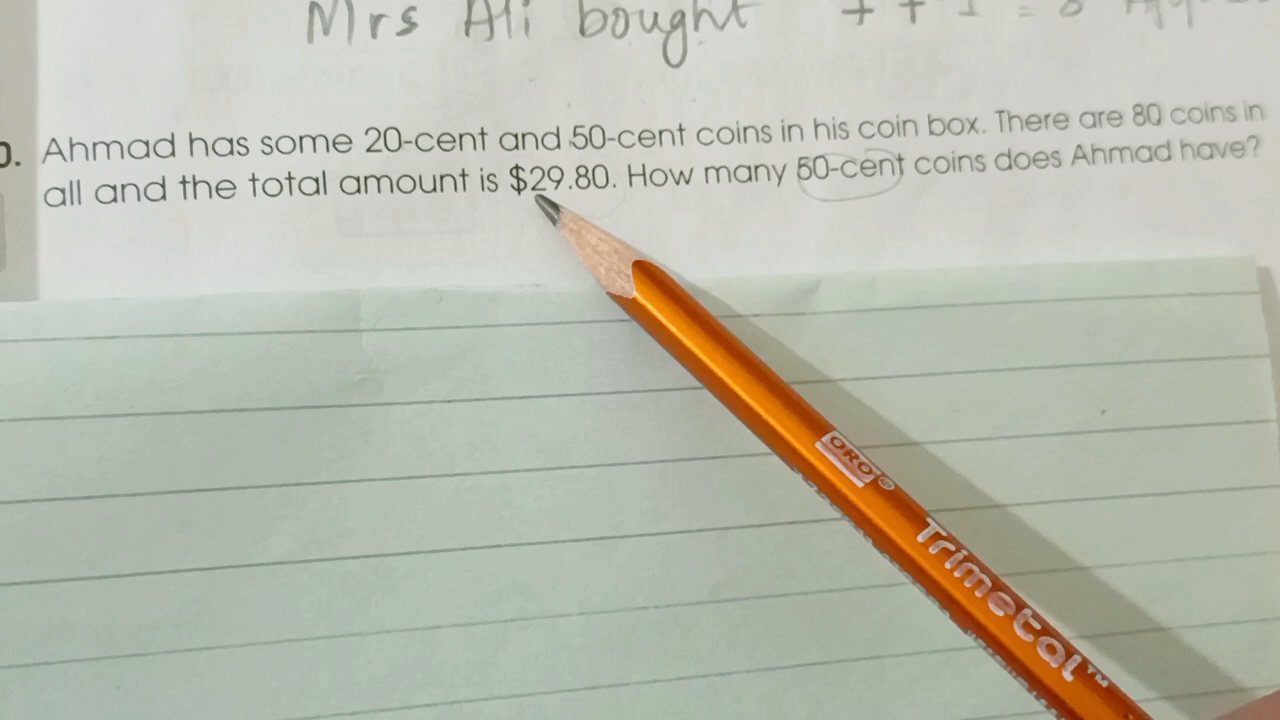 Mrs Ali bought
Ahmad has some 20-cent and 50-cent coins in his coin box. There are 80 coins in
all and the total amount is $29.80. How many 50-cent coins does Ahmad have?
ORO®
Trimetal™